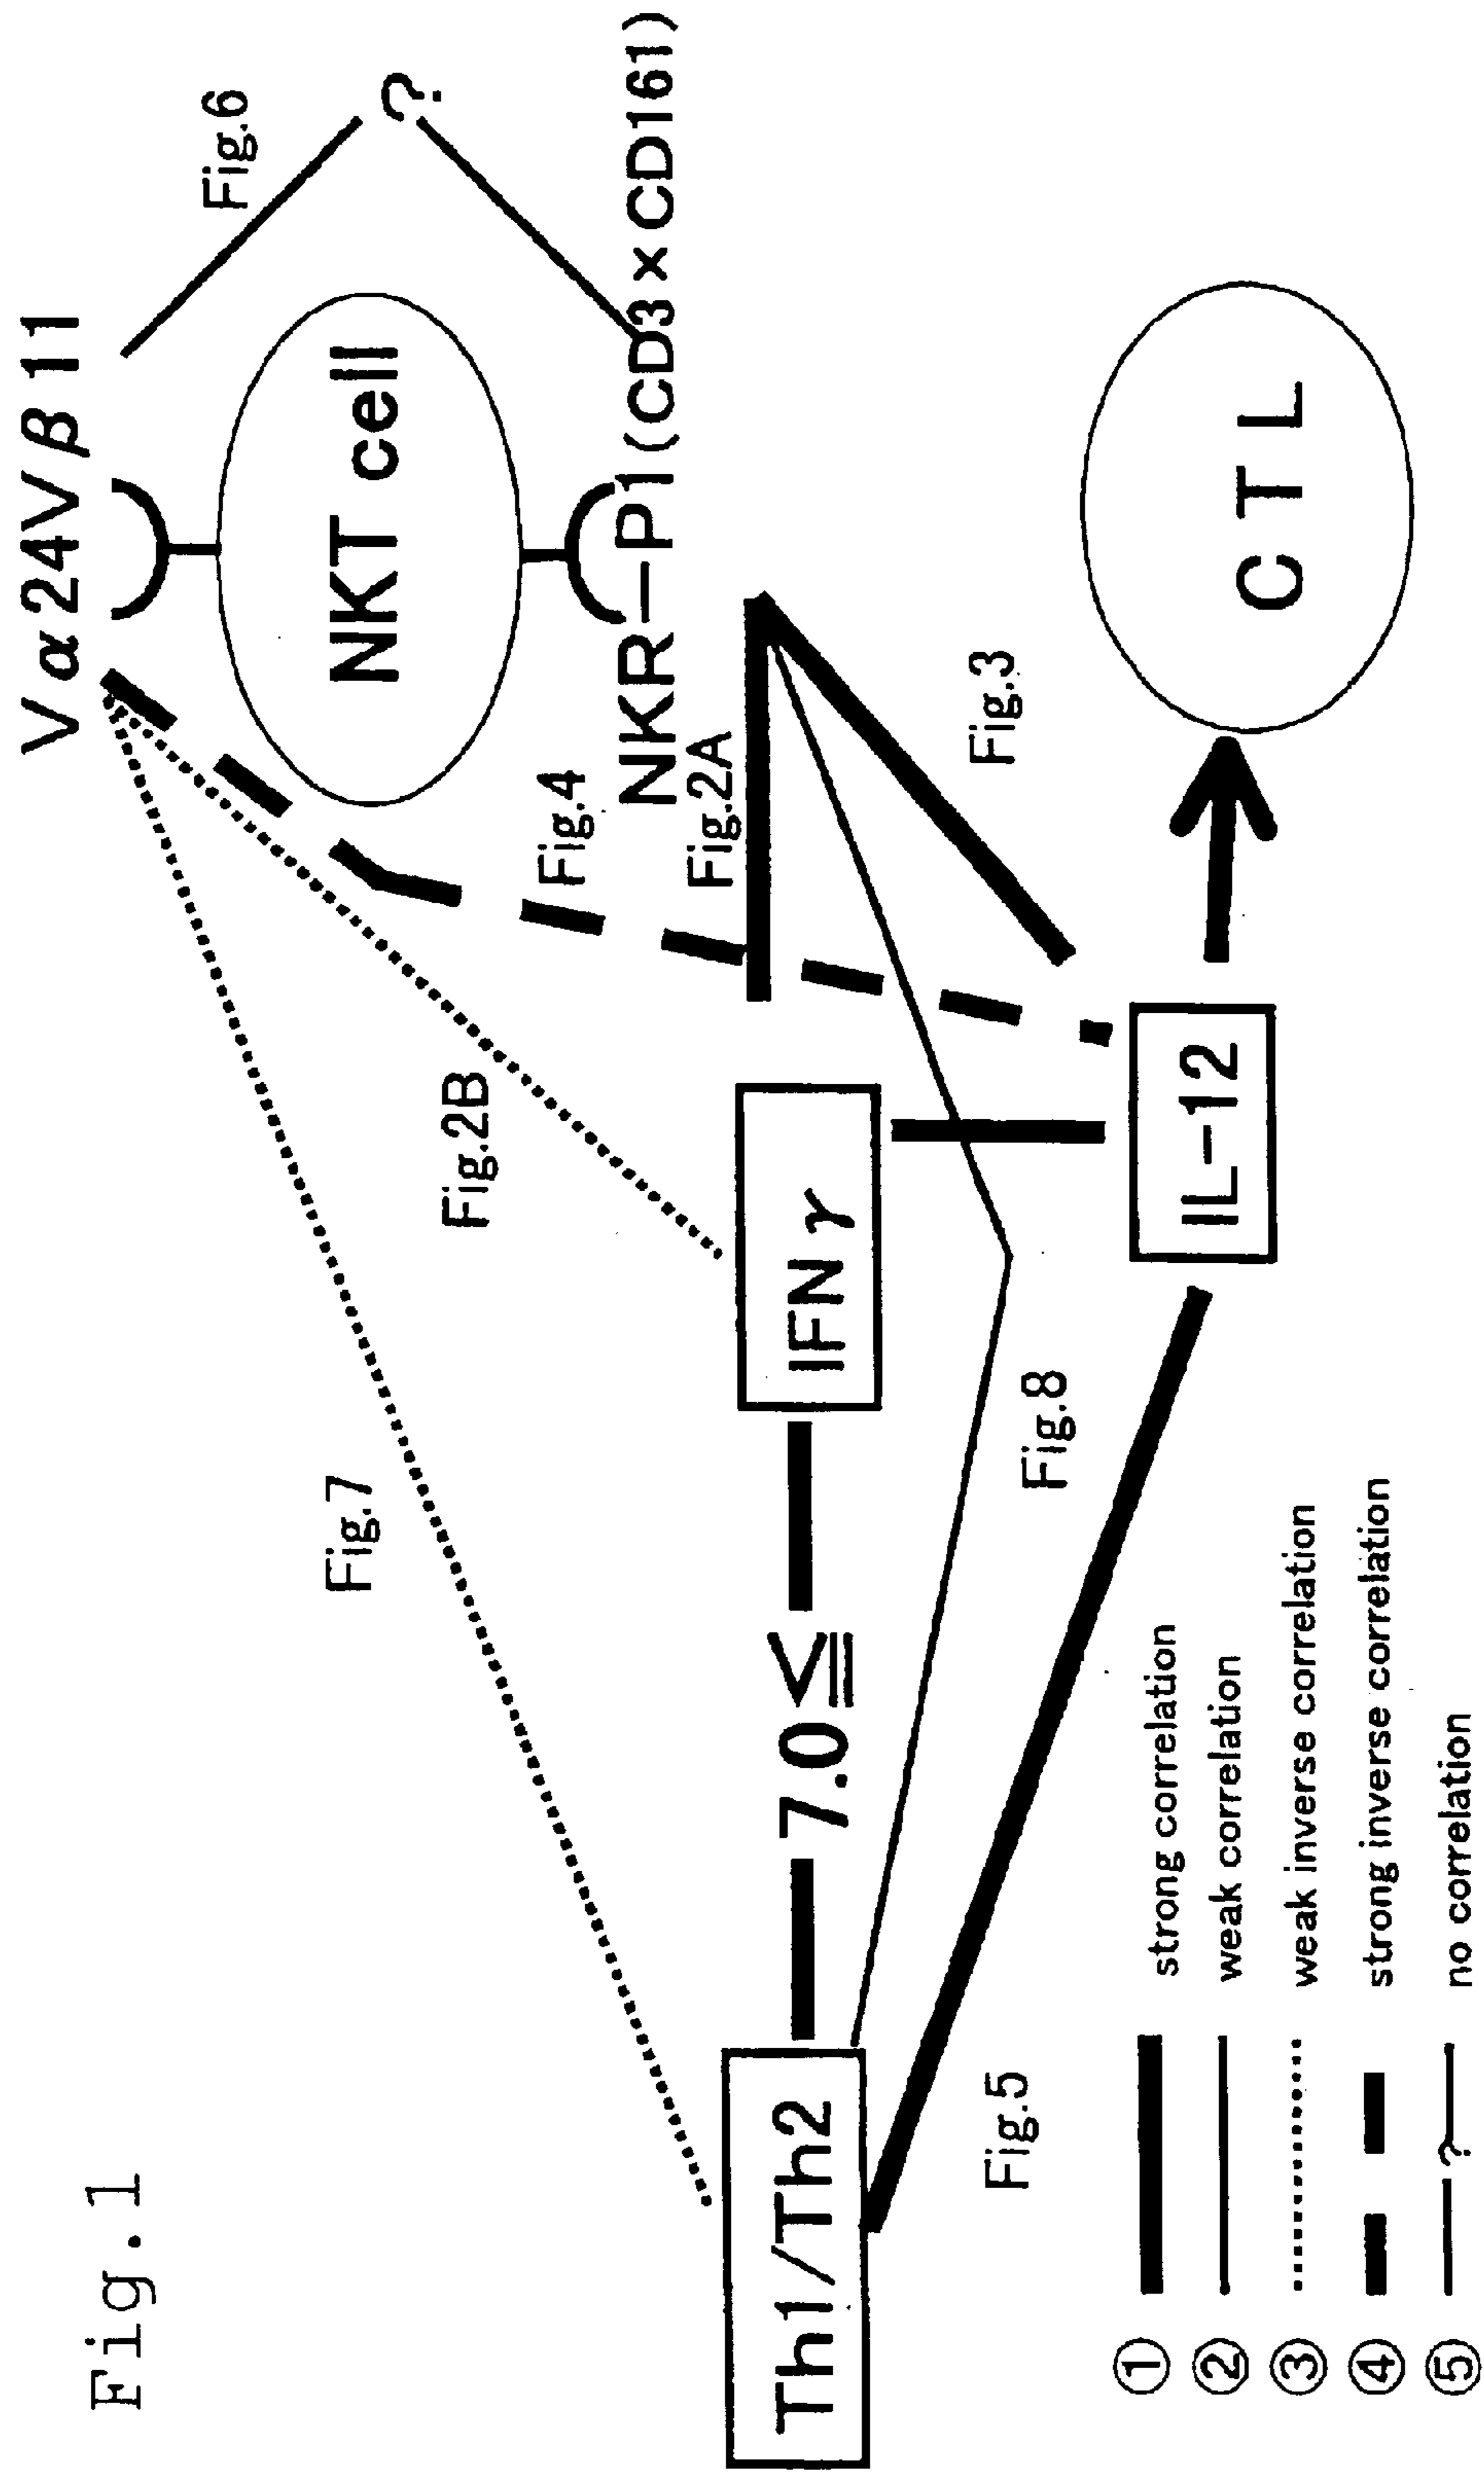 Fig.1
Vα24Vβ11
Fig.6
?
NKT cell
Fig.7
Fig.2B
Fig.4
NKR-P1(CD3×CD161)
Fig.2A
Th1/Th2
7.0≦
IFNγ
Fig.3
Fig.5
Fig.8
IL-12
CTL
① strong correlation
② weak correlation
③ weak inverse correlation
④ strong inverse correlation
⑤ ? no correlation